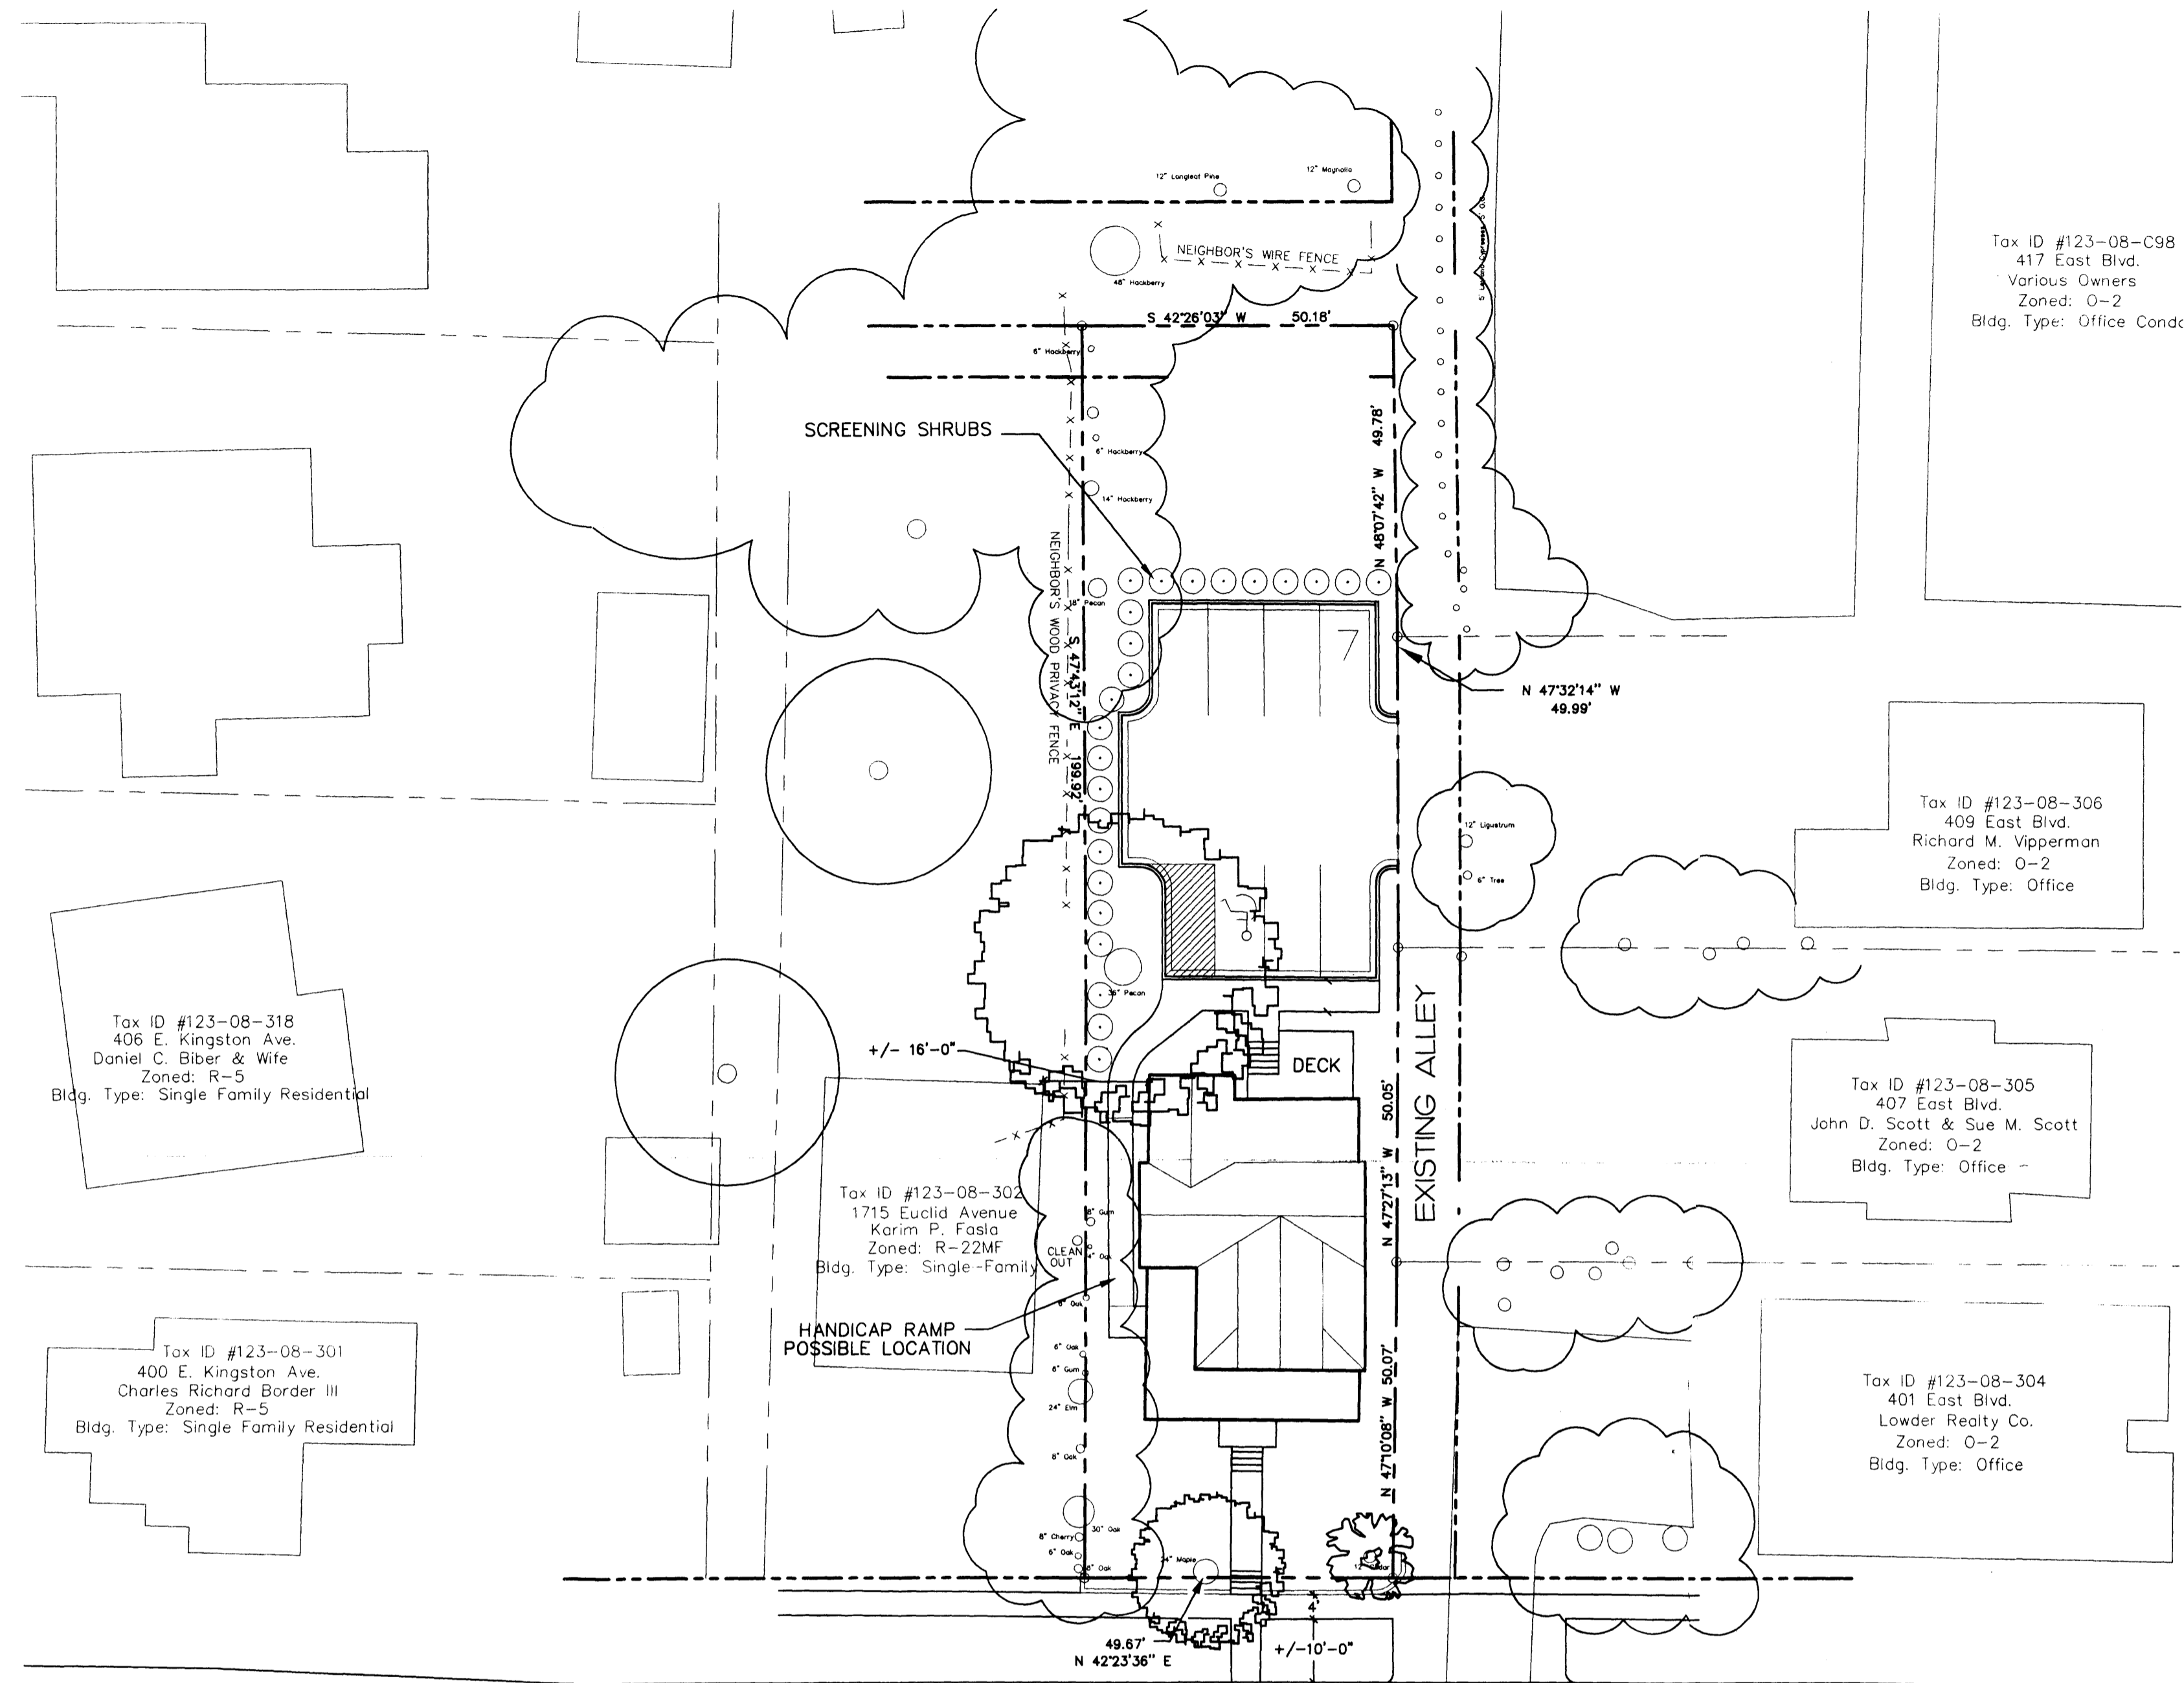 12" Longleaf Pine
12" Magnolia
NEIGHBOR'S WIRE FENCE
48" Hackberry
5' O.C.
Tax ID #123-08-C98
417 East Blvd.
Various Owners
Zoned: O-2
Bldg. Type: Office Condo
S 42°26'03" W 50.18'
6" Hackberry
SCREENING SHRUBS
6" Hackberry
14" Hackberry
N 48°07'42" W 49.78'
NEIGHBOR'S WOOD PRIVACY FENCE
18" Pecan
S 47°43'12" E 199.92'
7
N 47°32'14" W
49.99'
12" Ligustrum
6" Tree
Tax ID #123-08-306
409 East Blvd.
Richard M. Vipperman
Zoned: O-2
Bldg. Type: Office
36" Pecan
Tax ID #123-08-318
406 E. Kingston Ave.
Daniel C. Biber & Wife
Zoned: R-5
Bldg. Type: Single Family Residential
+/- 16'-0"
DECK
EXISTING ALLEY
N 47°27'13" W 50.05'
Tax ID #123-08-305
407 East Blvd.
John D. Scott & Sue M. Scott
Zoned: O-2
Bldg. Type: Office
Tax ID #123-08-302
1715 Euclid Avenue
Karim P. Fasla
Zoned: R-22MF
Bldg. Type: Single-Family
8" Gum
4" Oak
CLEAN
OUT
6" Oak
HANDICAP RAMP
POSSIBLE LOCATION
6" Oak
6" Gum
24" Elm
8" Oak
Tax ID #123-08-301
400 E. Kingston Ave.
Charles Richard Border III
Zoned: R-5
Bldg. Type: Single Family Residential
N 47°10'08" W 50.07'
Tax ID #123-08-304
401 East Blvd.
Lowder Realty Co.
Zoned: O-2
Bldg. Type: Office
30" Oak
8" Cherry
6" Oak
6" Oak
24" Maple
4'
49.67'
N 42°23'36" E
+/-10'-0"